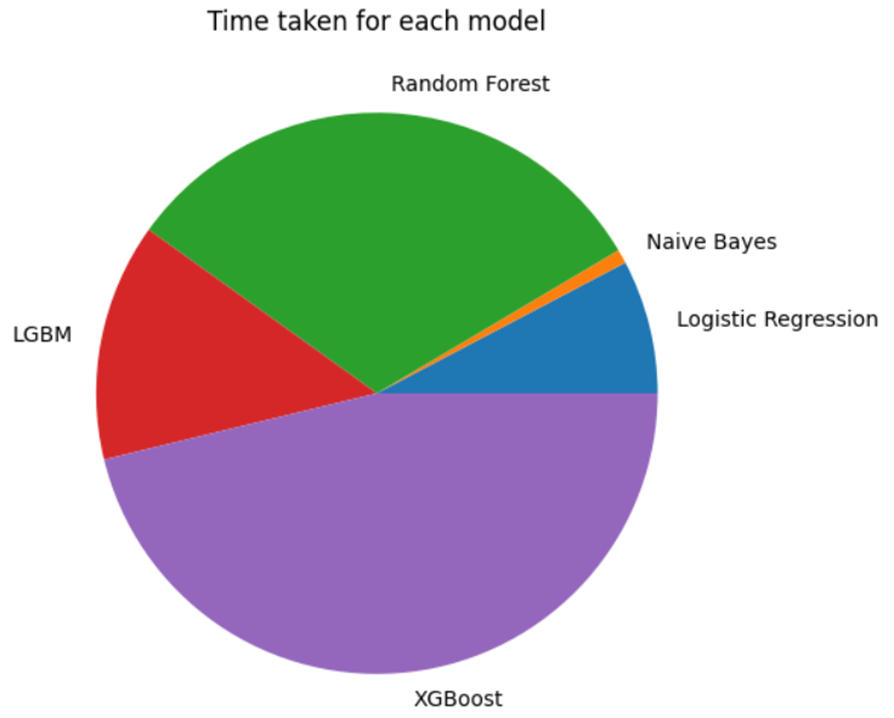 Time taken for each model
Random Forest
Naive Bayes
Logistic Regression
LGBM
XGBoost